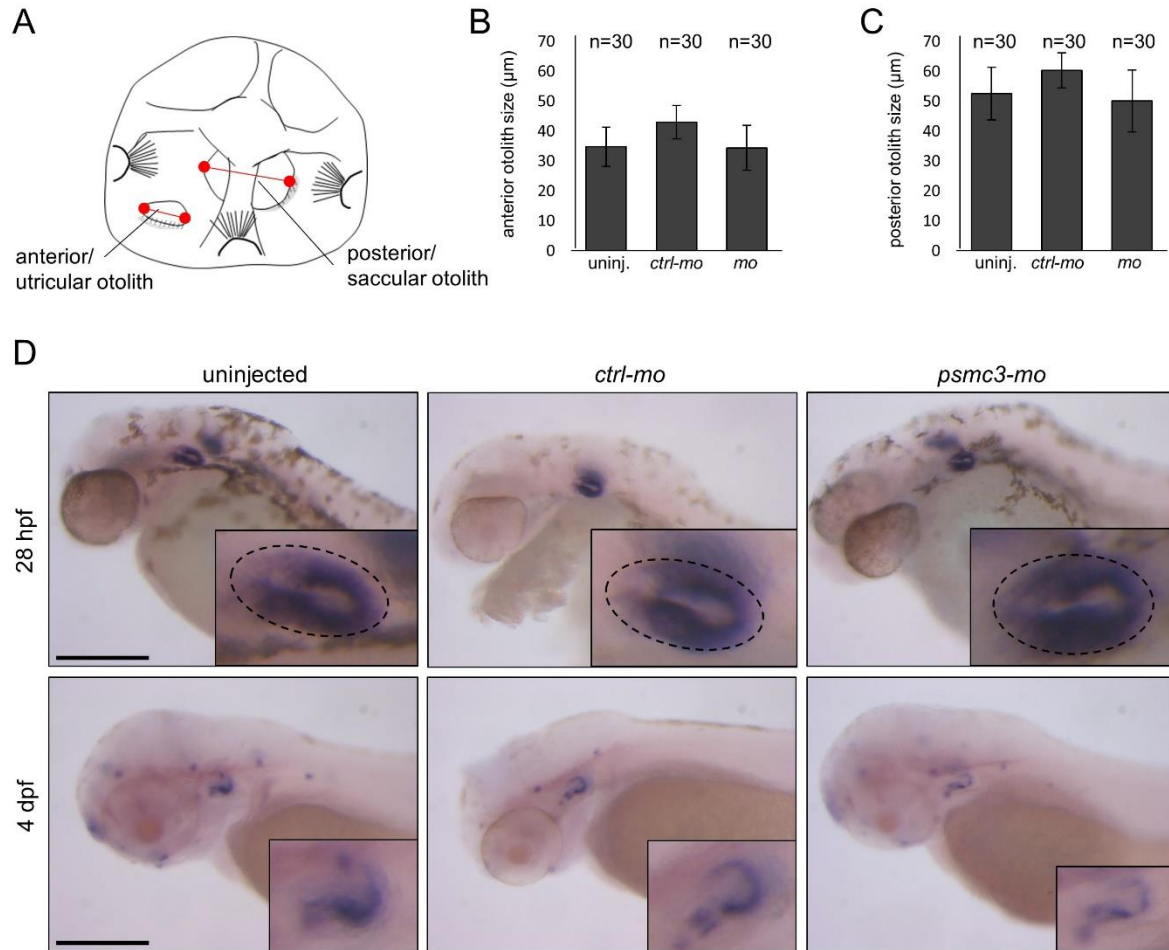 A
anterior/
utricular otolith
posterior/
saccular otolith
B
anterior otolith size (µm)
70
60
50
40
30
20
10
0
n=30 n=30 n=30
uninj. ctrl-mo mo
C
posterior otolith size (µm)
70
60
50
40
30
20
10
0
n=30 n=30 n=30
uninj. ctrl-mo mo
D
uninjected ctrl-mo psmc3-mo
28 hpf
4 dpf